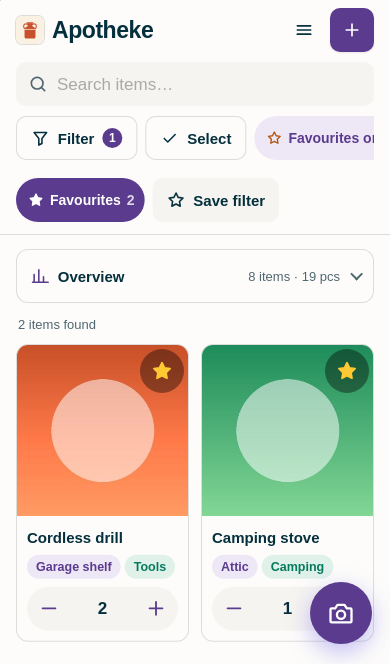 Apotheke
Search items…
Filter 1
Select
Favourites
Favourites 2
Save filter
Overview
8 items · 19 pcs
2 items found
Cordless drill
Garage shelf
Tools
2
Camping stove
Attic
Camping
1